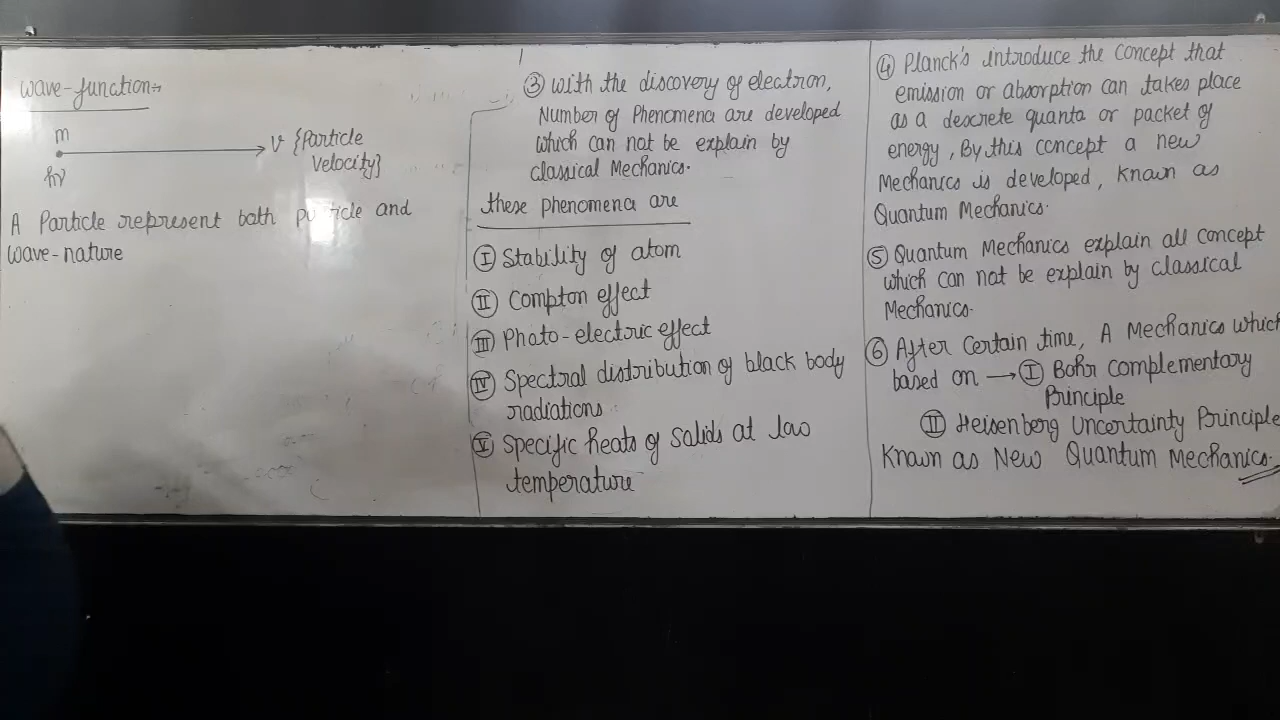 wave-function:→
m
v {Particle
Velocity}
hν
A Particle represent both particle and
wave-nature
③ with the discovery of electron,
Number of Phenomena are developed
which can not be explain by
classical Mechanics.
these phenomena are
Ⓘ Stability of atom
Ⅱ Compton effect
Ⅲ Photo-electric effect
Ⅳ Spectral distribution of black body
radiations
Ⅴ Specific heats of Solids at low
temperature
④ Planck's introduce the concept that
emission or absorption can takes place
as a descrete quanta or packet of
energy, By this concept a new
Mechanics is developed, known as
Quantum Mechanics.
⑤ Quantum Mechanics explain all concept
which can not be explain by classical
Mechanics.
⑥ After Certain time, A Mechanics which
based on → Ⓘ Bohr complementary
Principle
Ⅱ Heisenberg Uncertainty Principle
Known as New Quantum Mechanics.